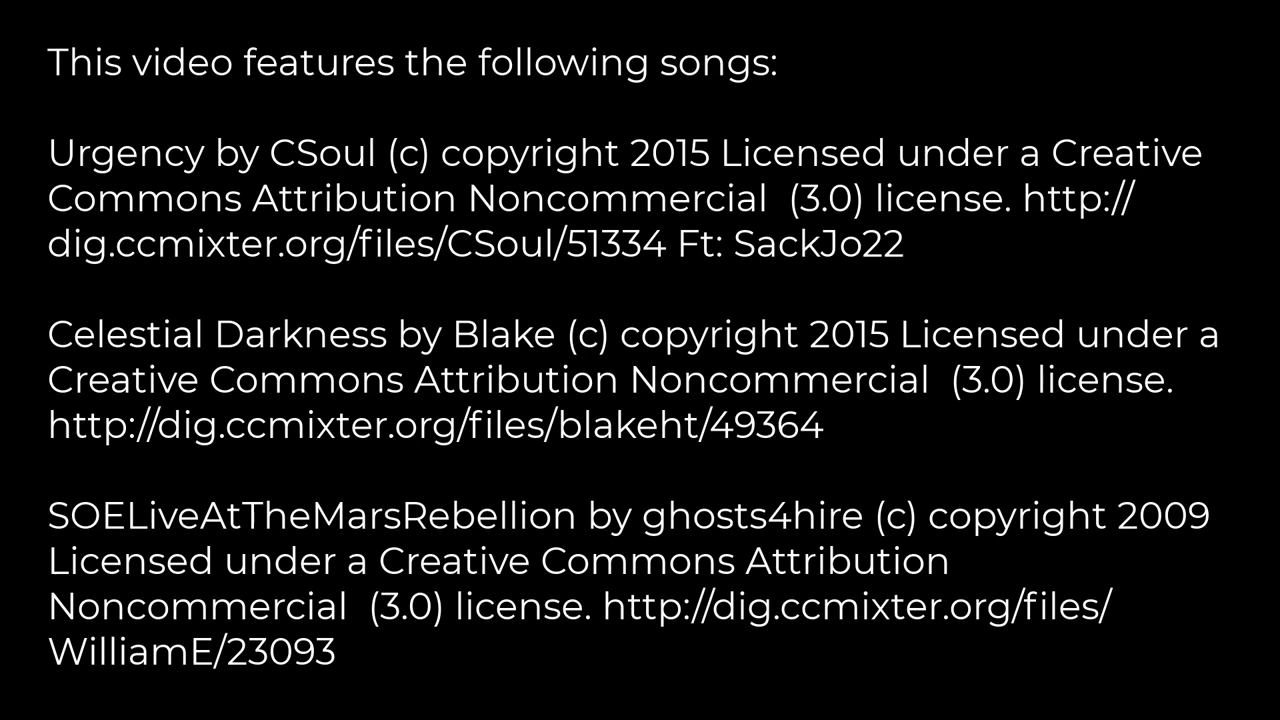 This video features the following songs:
Urgency by CSoul (c) copyright 2015 Licensed under a Creative
Commons Attribution Noncommercial  (3.0) license. http://
dig.ccmixter.org/files/CSoul/51334 Ft: SackJo22
Celestial Darkness by Blake (c) copyright 2015 Licensed under a
Creative Commons Attribution Noncommercial  (3.0) license.
http://dig.ccmixter.org/files/blakeht/49364
SOELiveAtTheMarsRebellion by ghosts4hire (c) copyright 2009
Licensed under a Creative Commons Attribution
Noncommercial  (3.0) license. http://dig.ccmixter.org/files/
WilliamE/23093